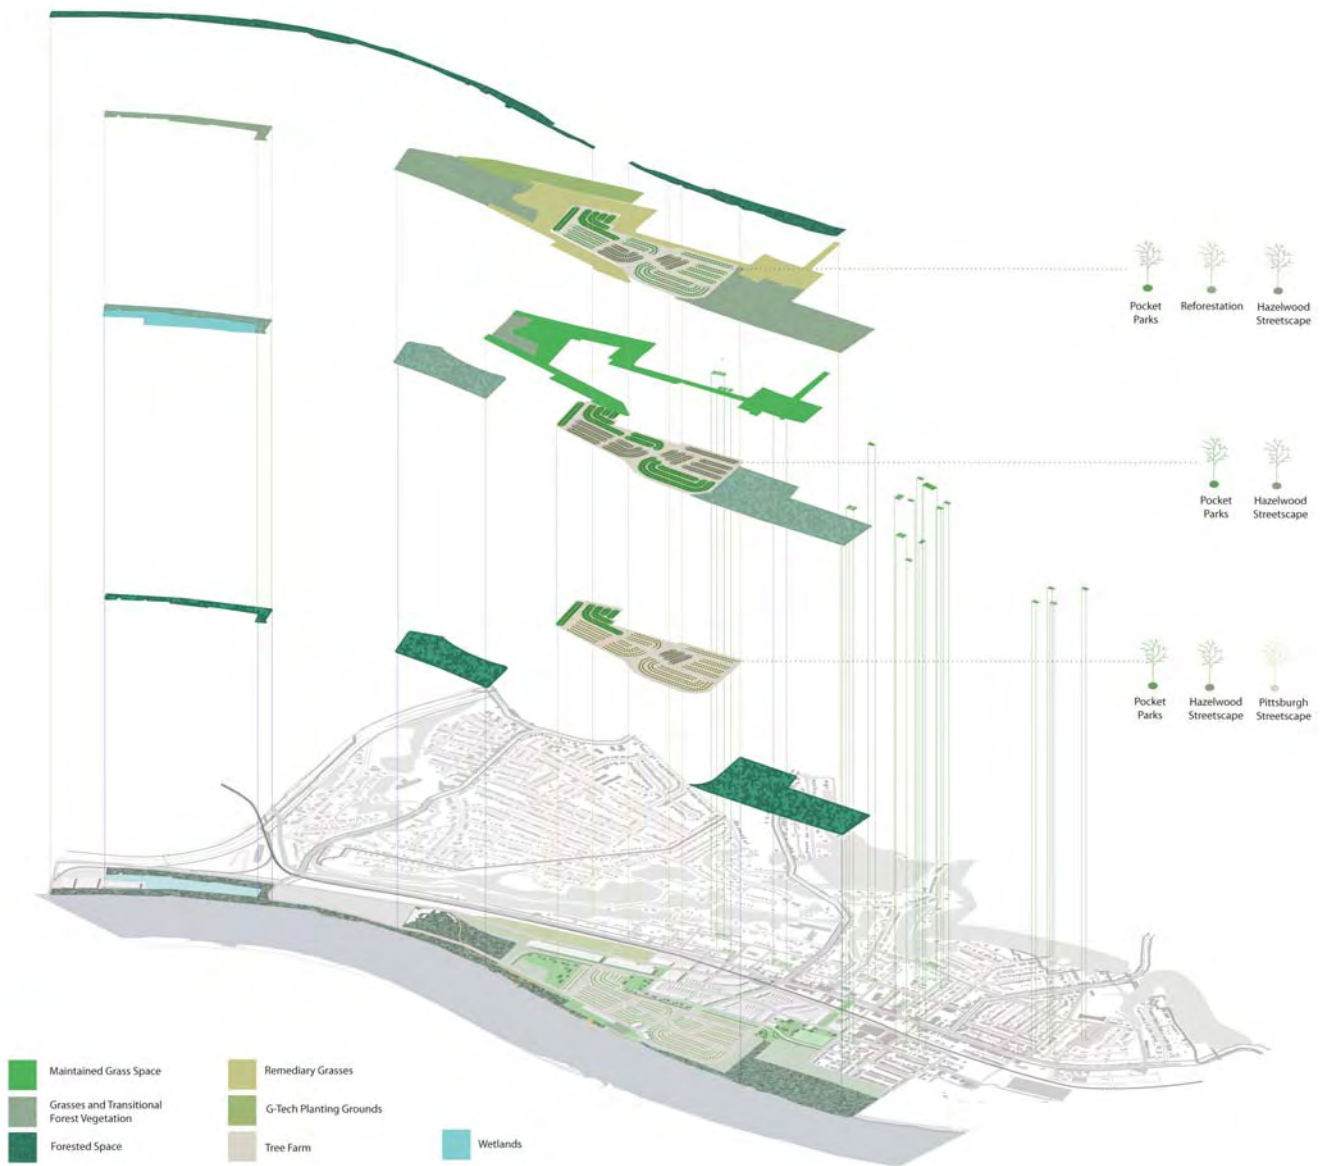 Pocket
Parks
Reforestation
Hazelwood
Streetscape
Pocket
Parks
Hazelwood
Streetscape
Pocket
Parks
Hazelwood
Streetscape
Pittsburgh
Streetscape
Maintained Grass Space
Remediary Grasses
Grasses and Transitional
Forest Vegetation
G-Tech Planting Grounds
Forested Space
Tree Farm
Wetlands